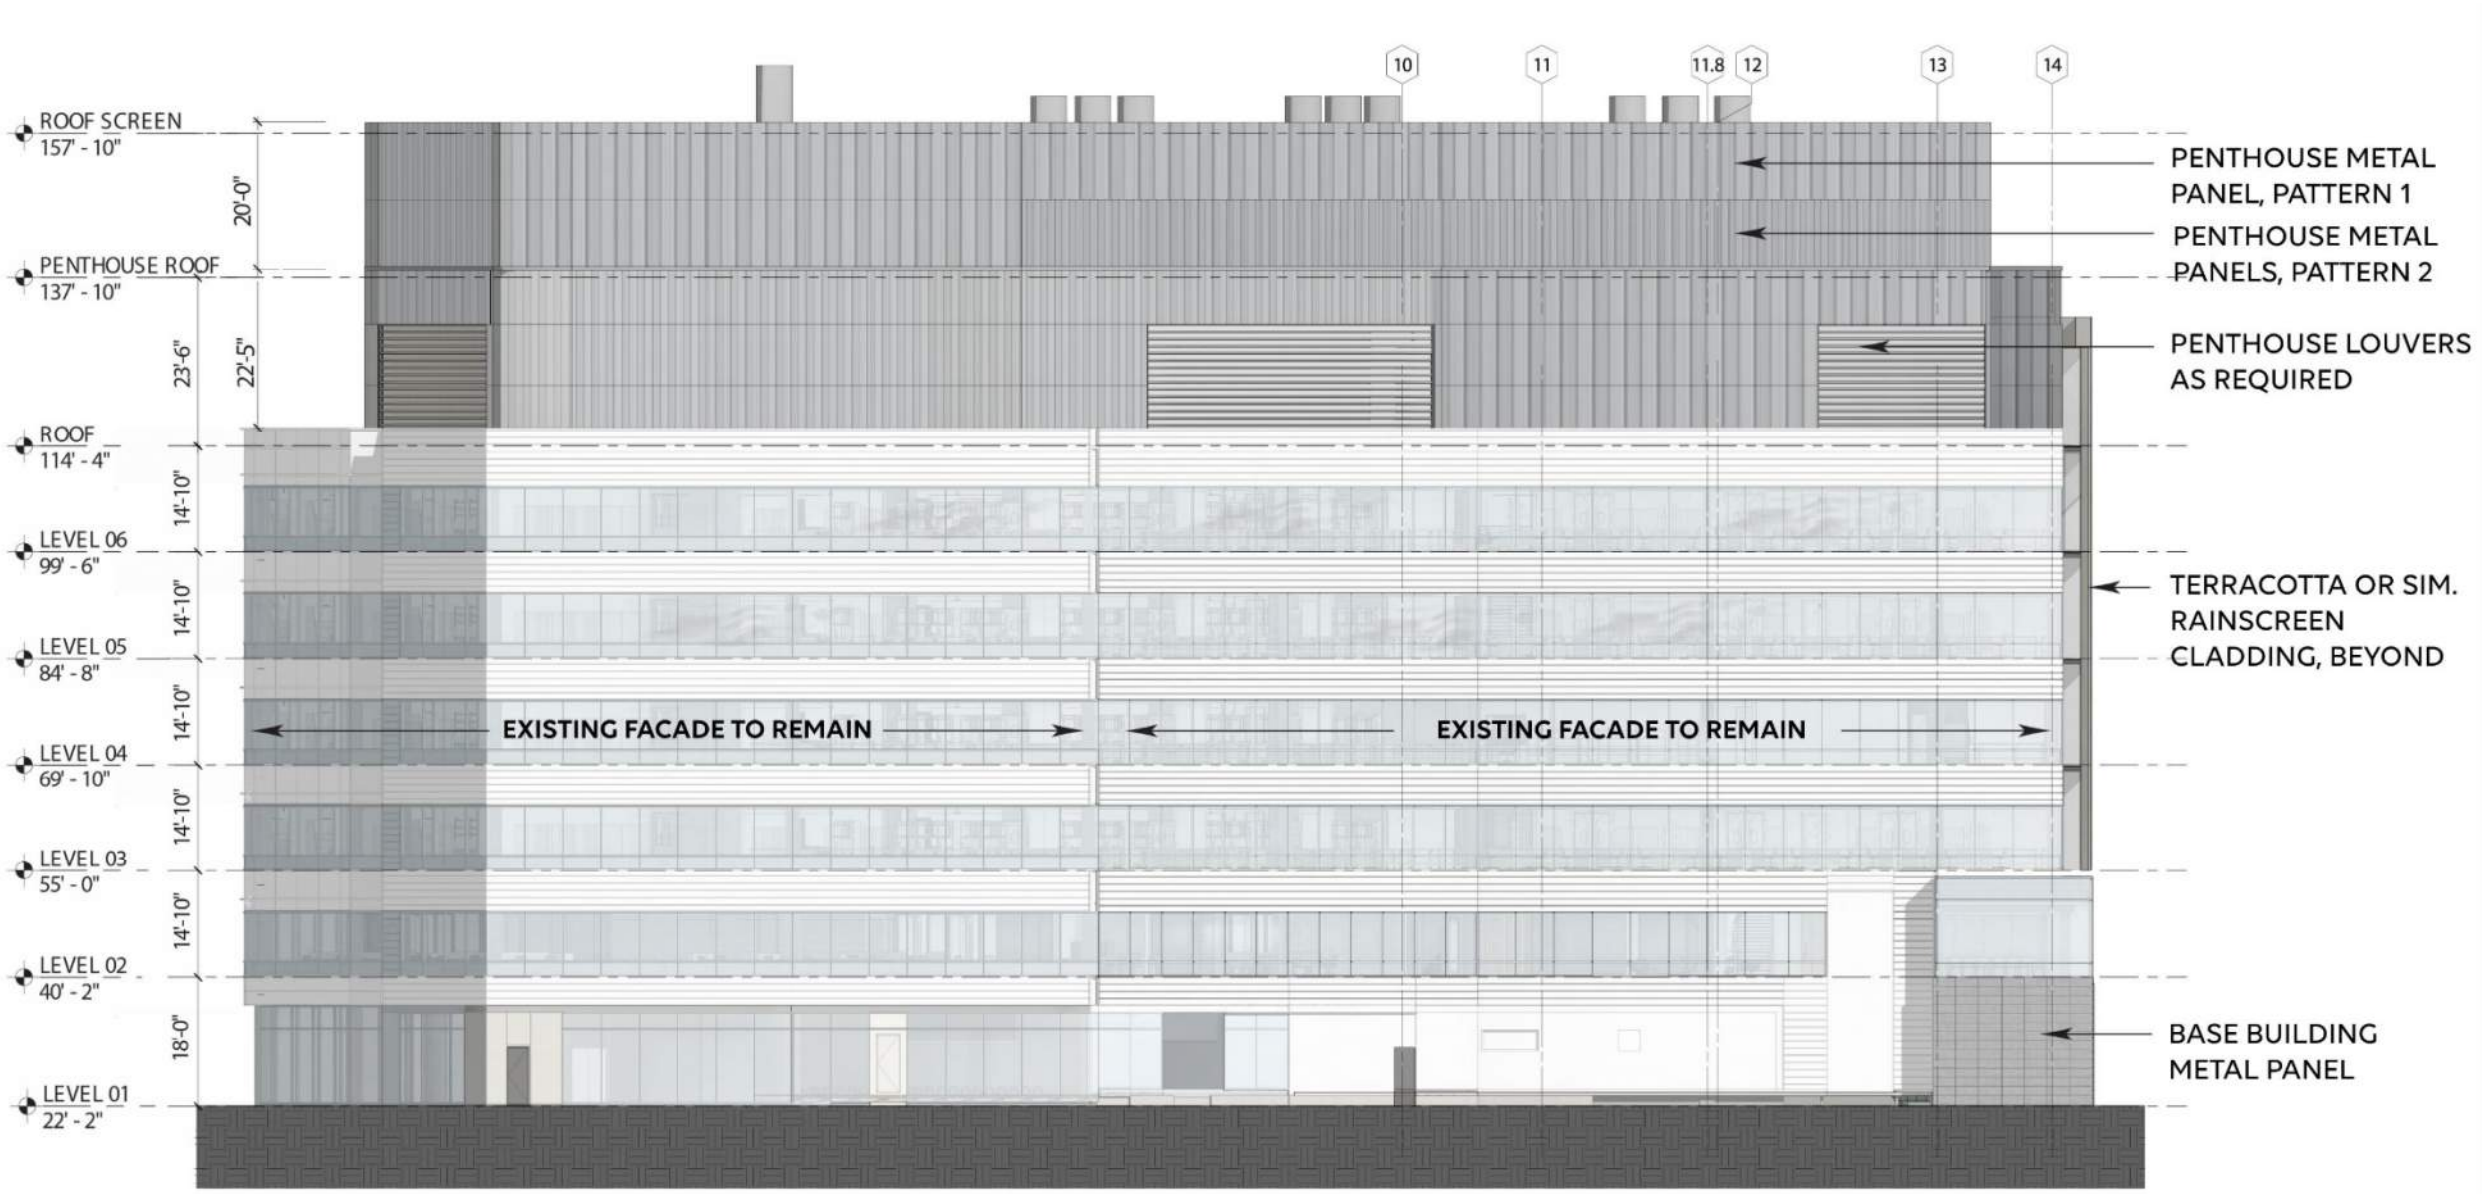 10
11
11.8
12
13
14
ROOF SCREEN
157' - 10"
20'-0"
PENTHOUSE ROOF
137' - 10"
23'-6"
22'-5"
ROOF
114' - 4"
14'-10"
LEVEL 06
99' - 6"
14'-10"
LEVEL 05
84' - 8"
14'-10"
LEVEL 04
69' - 10"
14'-10"
LEVEL 03
55' - 0"
14'-10"
LEVEL 02
40' - 2"
18'-0"
LEVEL 01
22' - 2"
EXISTING FACADE TO REMAIN
EXISTING FACADE TO REMAIN
PENTHOUSE METAL
PANEL, PATTERN 1
PENTHOUSE METAL
PANELS, PATTERN 2
PENTHOUSE LOUVERS
AS REQUIRED
TERRACOTTA OR SIM.
RAINSCREEN
CLADDING, BEYOND
BASE BUILDING
METAL PANEL